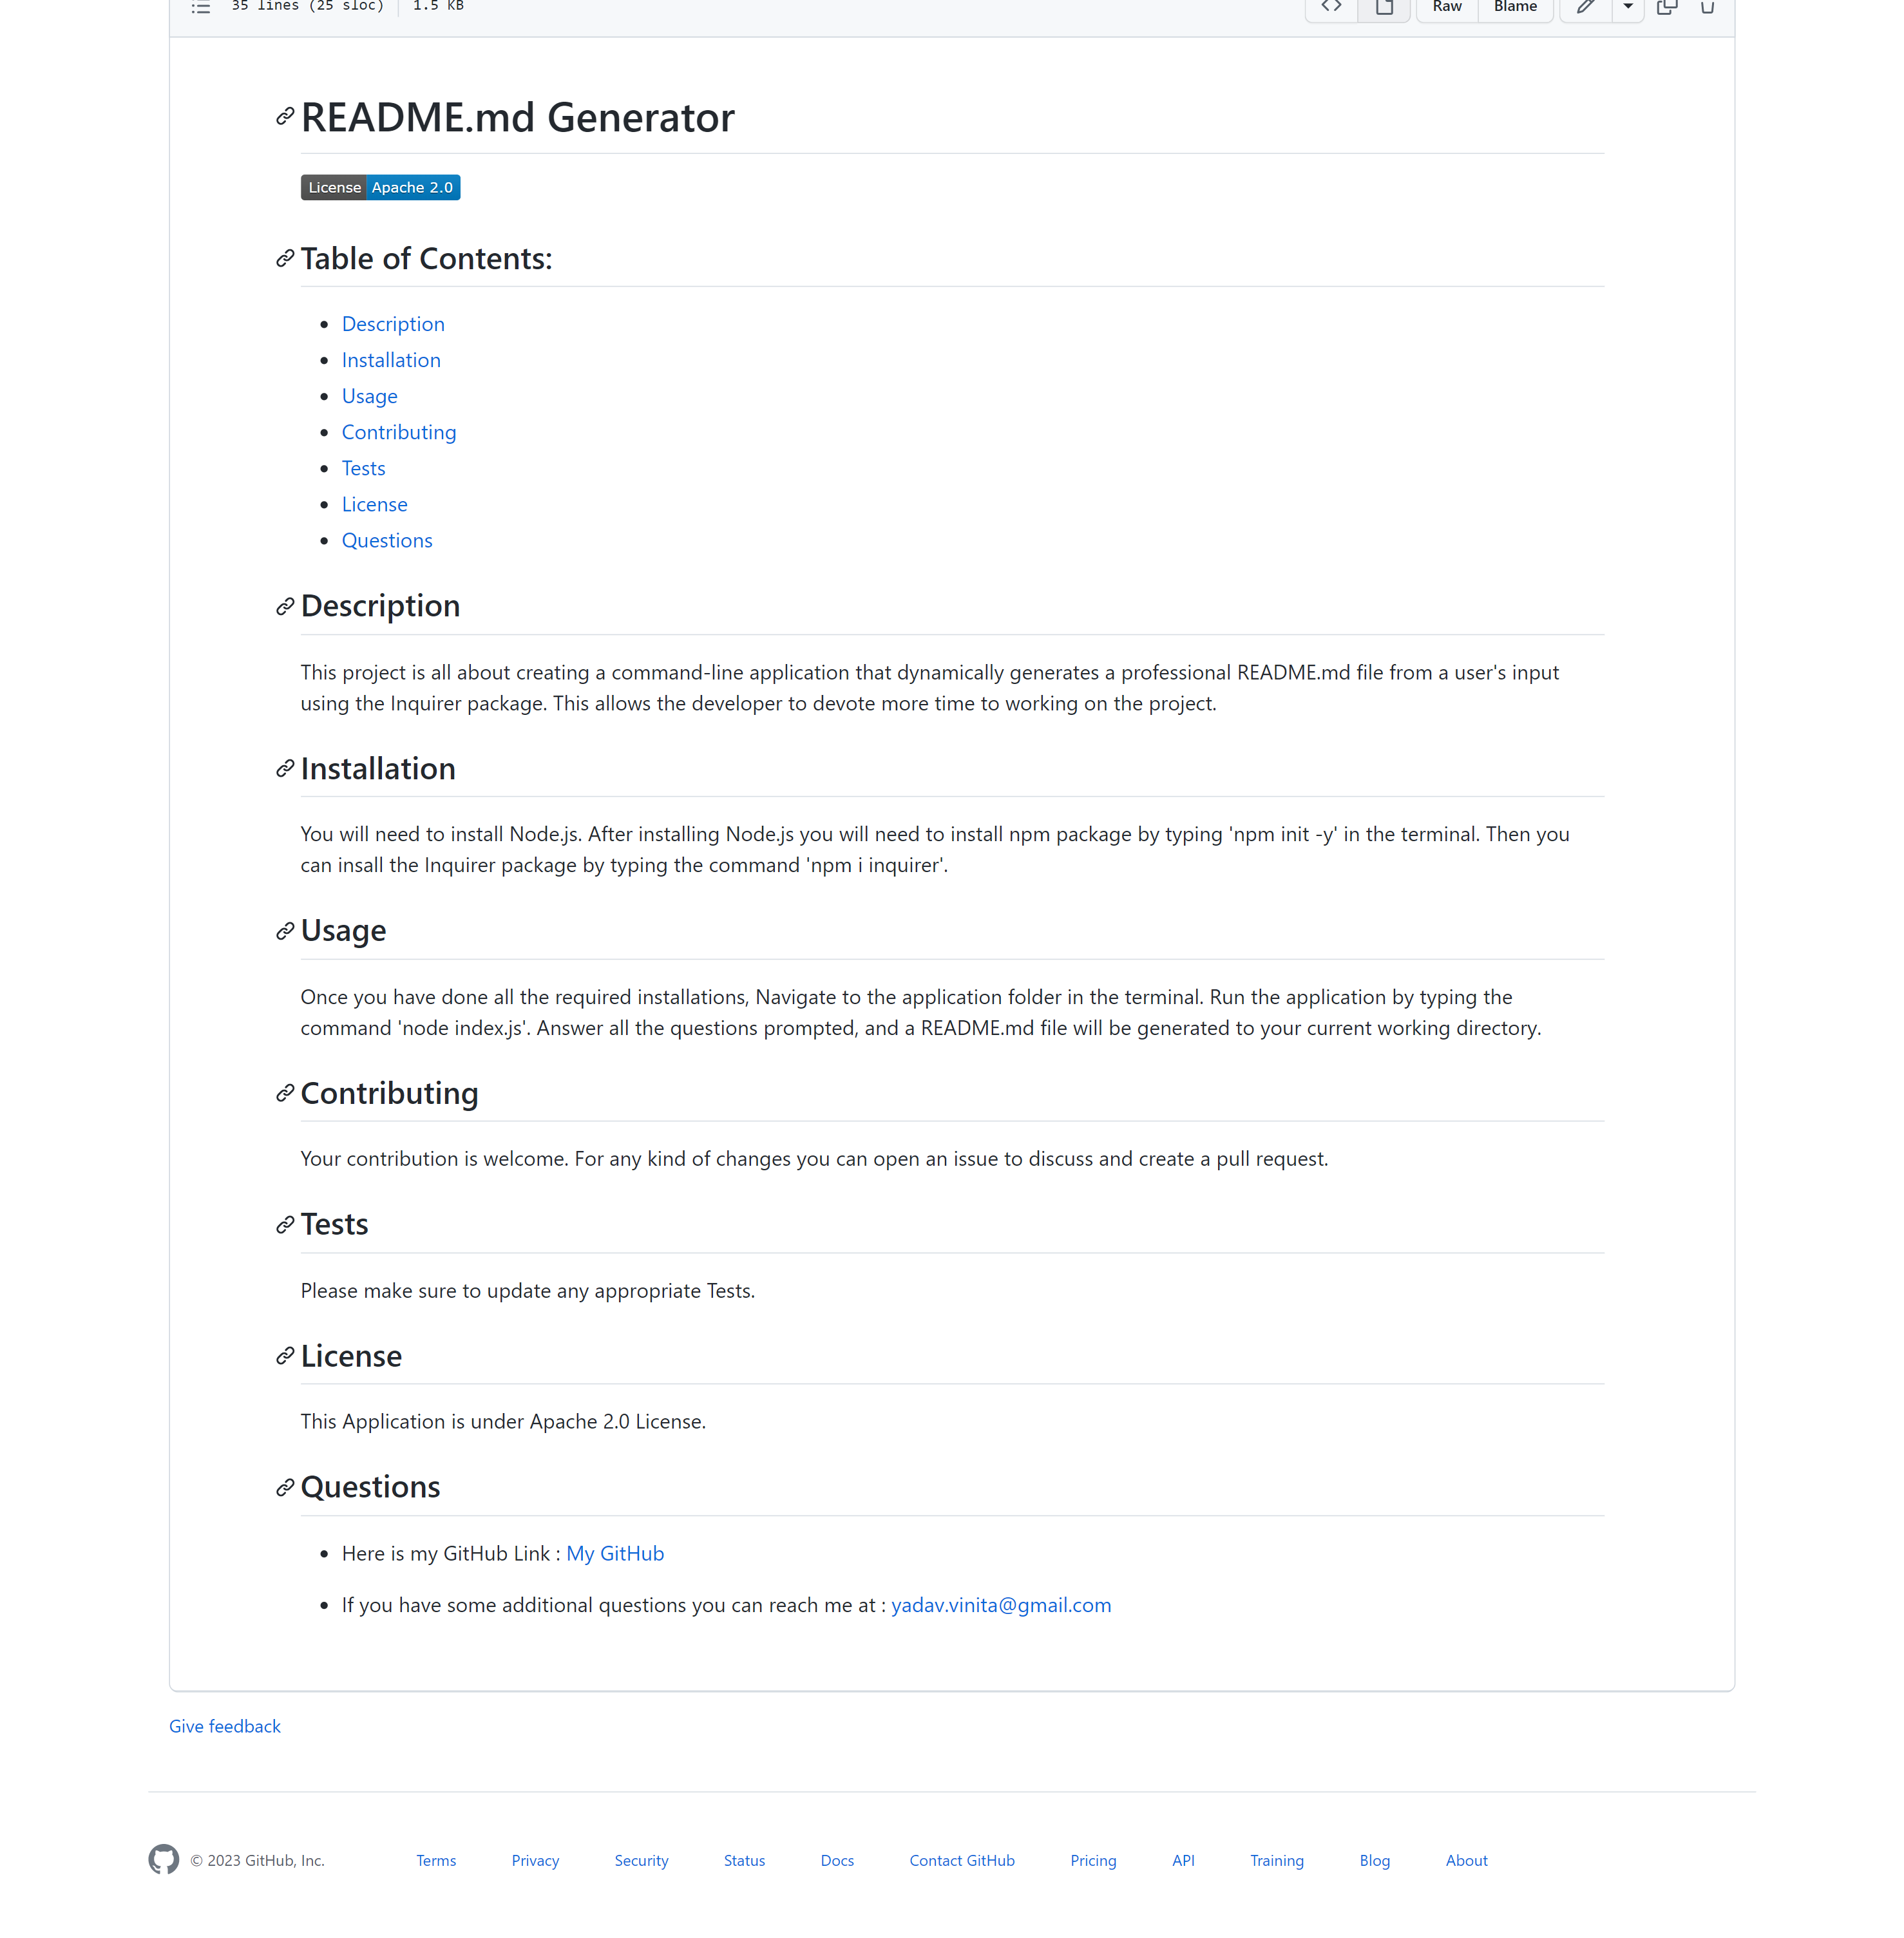 35 lines (25 sloc) 1.5 KB Raw Blame
README.md Generator
License Apache 2.0
Table of Contents:
Description
Installation
Usage
Contributing
Tests
License
Questions
Description
This project is all about creating a command-line application that dynamically generates a professional README.md file from a user's input
using the Inquirer package. This allows the developer to devote more time to working on the project.
Installation
You will need to install Node.js. After installing Node.js you will need to install npm package by typing 'npm init -y' in the terminal. Then you
can insall the Inquirer package by typing the command 'npm i inquirer'.
Usage
Once you have done all the required installations, Navigate to the application folder in the terminal. Run the application by typing the
command 'node index.js'. Answer all the questions prompted, and a README.md file will be generated to your current working directory.
Contributing
Your contribution is welcome. For any kind of changes you can open an issue to discuss and create a pull request.
Tests
Please make sure to update any appropriate Tests.
License
This Application is under Apache 2.0 License.
Questions
Here is my GitHub Link : My GitHub
If you have some additional questions you can reach me at : yadav.vinita@gmail.com
Give feedback
© 2023 GitHub, Inc. Terms Privacy Security Status Docs Contact GitHub Pricing API Training Blog About